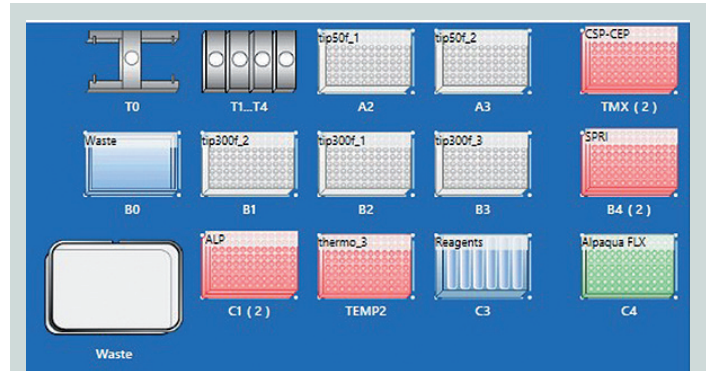 tip50f_1
tip50f_2
CSP-CEP
T0
T1...T4
A2
A3
TMX ( 2 )
Waste
tip300f_2
tip300f_1
tip300f_3
SPRI
B0
B1
B2
B3
B4 ( 2 )
ALP
thermo_3
Reagents
Alpaqua FLX
C1 ( 2 )
TEMP2
C3
C4
Waste